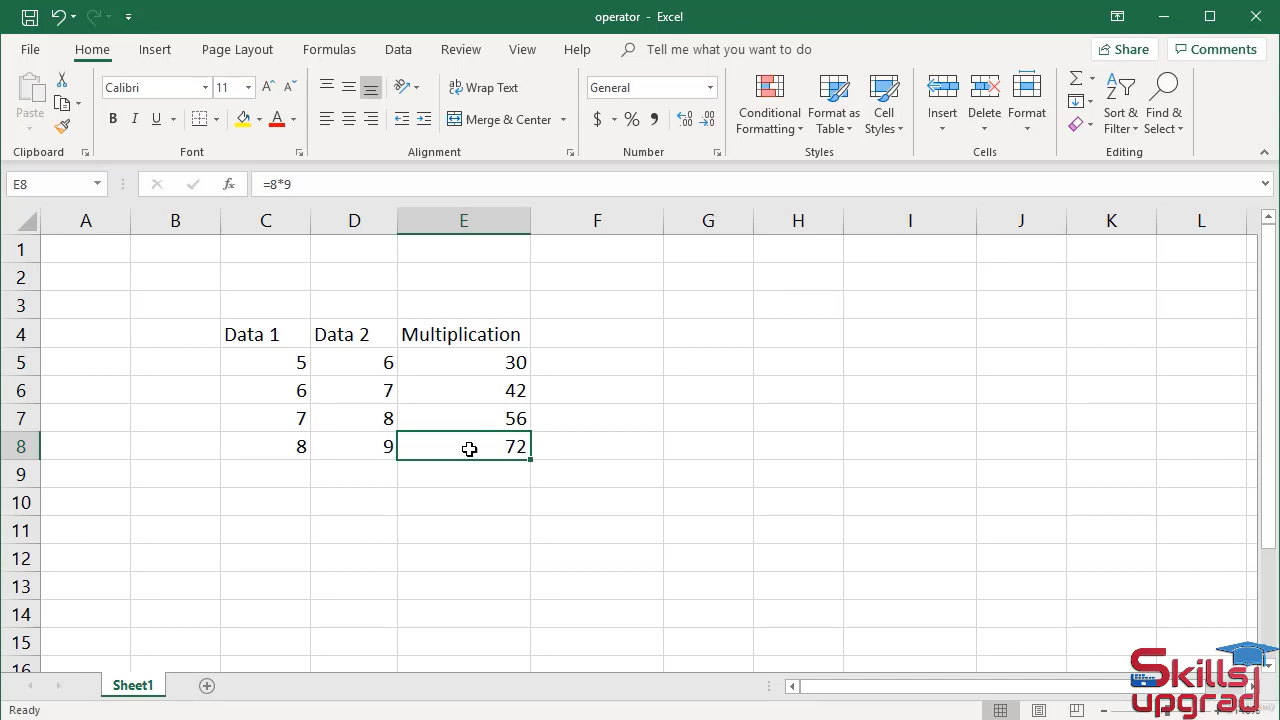 operator - Excel
File Home Insert Page Layout Formulas Data Review View Help Tell me what you want to do Share Comments
Paste
Calibri 11
B I U A
Wrap Text
Merge & Center
General
$ % ,
Conditional Formatting
Format as Table
Cell Styles
Insert
Delete
Format
Sort & Filter
Find & Select
Clipboard Font Alignment Number Styles Cells Editing
E8 fx =8*9
A B C D E F G H I J K L
1
2
3
4 Data 1 Data 2 Multiplication
5 5 6 30
6 6 7 42
7 7 8 56
8 8 9 72
9
10
11
12
13
14
15
16
Sheet1
Ready
Skills
upgrad